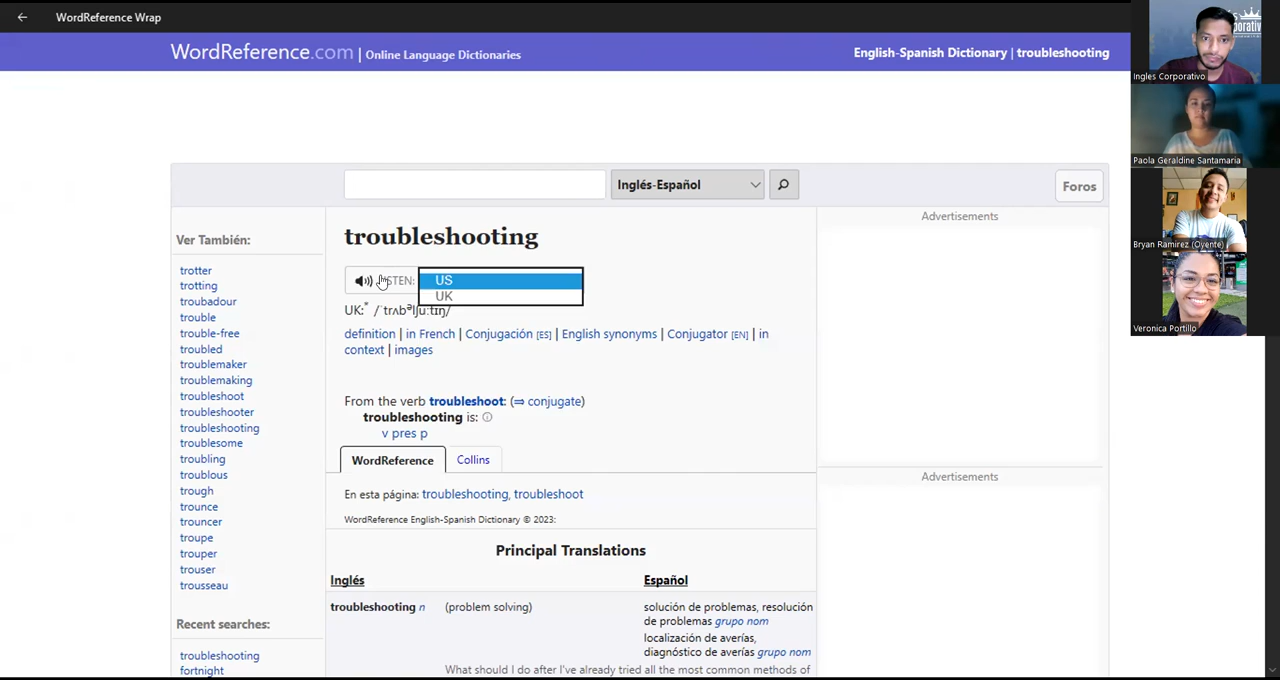 WordReference Wrap
WordReference.com | Online Language Dictionaries
English-Spanish Dictionary | troubleshooting
Ingles Corporativo
Paola Geraldine Santamaria
Bryan Ramirez (Oyente)
Veronica Portillo
Inglés-Español
Foros
Ver También:
trotter
trotting
troubadour
trouble
trouble-free
troubled
troublemaker
troublemaking
troubleshoot
troubleshooter
troubleshooting
troublesome
troubling
troublous
trough
trounce
trouncer
troupe
trouper
trouser
trousseau
Recent searches:
troubleshooting
fortnight
troubleshooting
US
UK
UK:* /ˈtrʌbəlʃuːtɪŋ/
definition | in French | Conjugación [ES] | English synonyms | Conjugator [EN] | in
context | images
From the verb troubleshoot: (⇒ conjugate)
troubleshooting is:
v pres p
WordReference
Collins
En esta página: troubleshooting, troubleshoot
WordReference English-Spanish Dictionary © 2023:
Principal Translations
Inglés Español
troubleshooting n (problem solving) solución de problemas, resolución
de problemas grupo nom
localización de averías,
diagnóstico de averías grupo nom
What should I do after I've already tried all the most common methods of
Advertisements
Advertisements